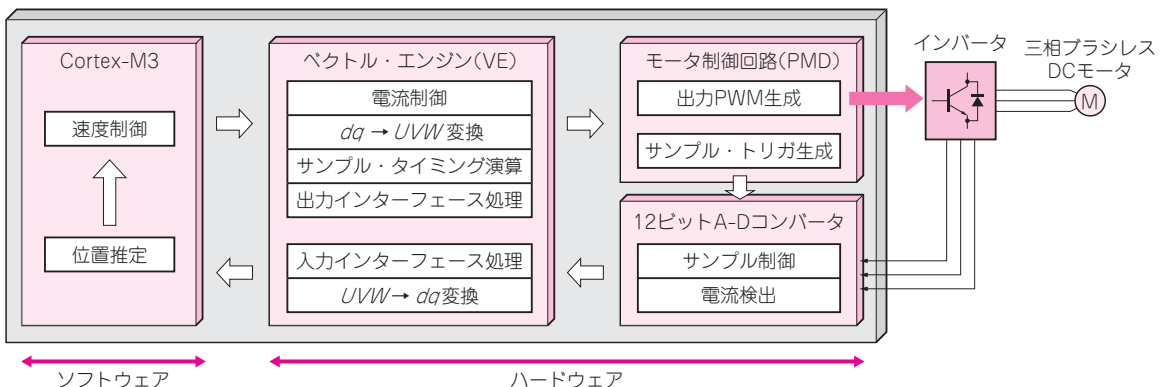 Cortex-M3
速度制御
位置推定
ベクトル・エンジン(VE)
電流制御
dq → UVW 変換
サンプル・タイミング演算
出力インターフェース処理
入力インターフェース処理
UVW → dq 変換
モータ制御回路(PMD)
出力PWM生成
サンプル・トリガ生成
12ビットA-Dコンバータ
サンプル制御
電流検出
インバータ
三相ブラシレス
DCモータ
M
ソフトウェア
ハードウェア